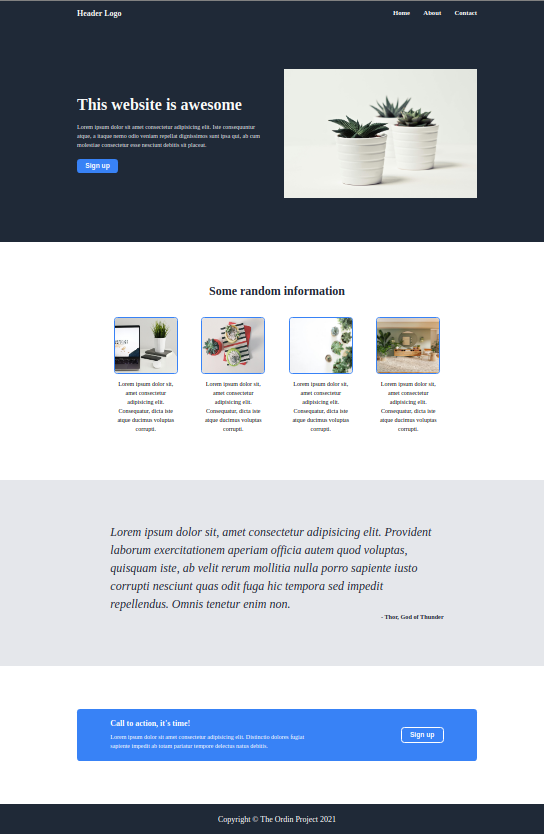 Header Logo
Home About Contact
This website is awesome
Lorem ipsum dolor sit amet consectetur adipisicing elit. Iste consequuntur
atque, a itaque nemo odio veniam repellat dignissimos sunt ipsa qui, ab cum
molestiae consectetur esse nesciunt debitis sit placeat.
Sign up
Some random information
Lorem ipsum dolor sit,
amet consectetur
adipisicing elit.
Consequatur, dicta iste
atque ducimus voluptas
corrupti.
Lorem ipsum dolor sit,
amet consectetur
adipisicing elit.
Consequatur, dicta iste
atque ducimus voluptas
corrupti.
Lorem ipsum dolor sit,
amet consectetur
adipisicing elit.
Consequatur, dicta iste
atque ducimus voluptas
corrupti.
Lorem ipsum dolor sit,
amet consectetur
adipisicing elit.
Consequatur, dicta iste
atque ducimus voluptas
corrupti.
Lorem ipsum dolor sit, amet consectetur adipisicing elit. Provident
laborum exercitationem aperiam officia autem quod voluptas,
quisquam iste, ab velit rerum mollitia nulla porro sapiente iusto
corrupti nesciunt quas odit fuga hic tempora sed impedit
repellendus. Omnis tenetur enim non.
- Thur, God of Thunder
Call to action, it's time!
Lorem ipsum dolor sit amet consectetur adipisicing elit. Distinctio dolores fugiat
sapiente impedit ab totam pariatur tempore delectus natus debitis.
Sign up
Copyright © The Ordin Project 2021